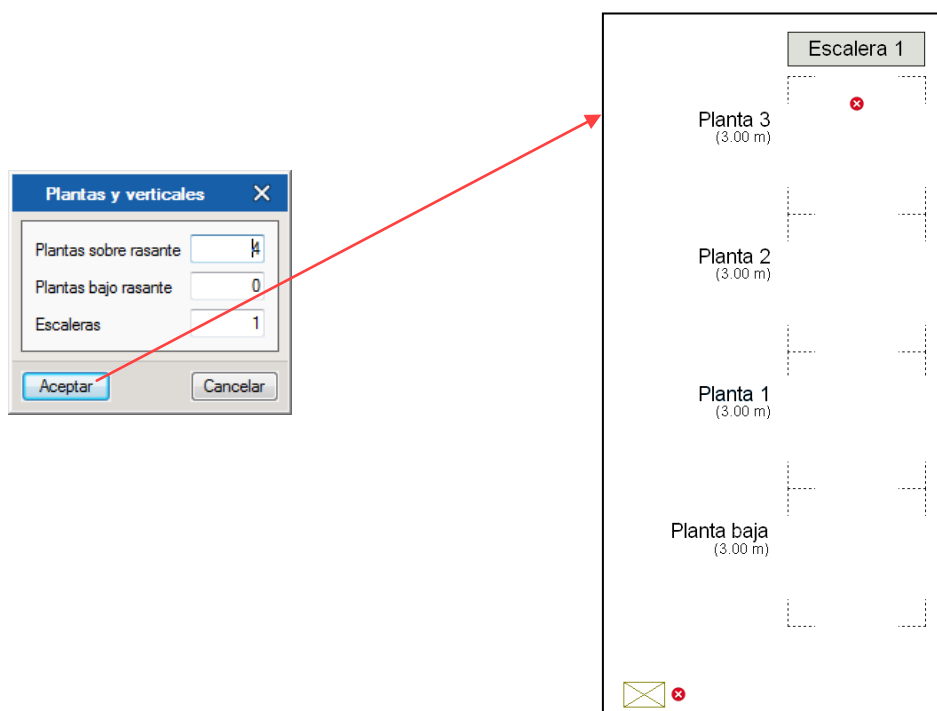 Plantas y verticales
Plantas sobre rasante 4
Plantas bajo rasante 0
Escaleras 1
Aceptar Cancelar
Escalera 1
Planta 3
(3.00 m)
Planta 2
(3.00 m)
Planta 1
(3.00 m)
Planta baja
(3.00 m)